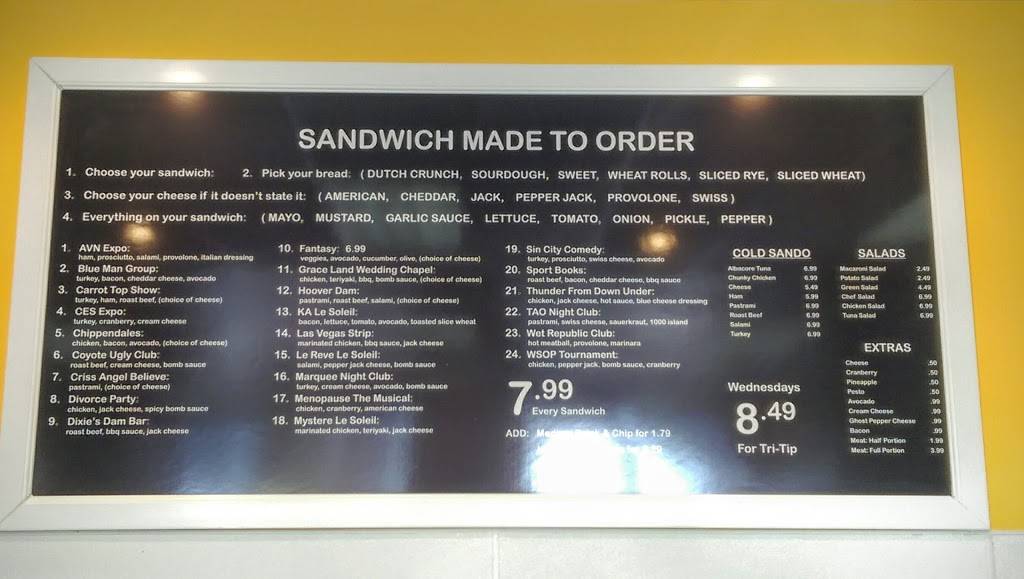 SANDWICH MADE TO ORDER
1. Choose your sandwich: 2. Pick your bread: ( DUTCH CRUNCH, SOURDOUGH, SWEET, WHEAT ROLLS, SLICED RYE, SLICED WHEAT)
3. Choose your cheese if it doesn't state it: ( AMERICAN, CHEDDAR, JACK, PEPPER JACK, PROVOLONE, SWISS )
4. Everything on your sandwich: ( MAYO, MUSTARD, GARLIC SAUCE, LETTUCE, TOMATO, ONION, PICKLE, PEPPER )
1. AVN Expo:
ham, prosciutto, salami, provolone, italian dressing
2. Blue Man Group:
turkey, bacon, cheddar cheese, avocado
3. Carrot Top Show:
turkey, ham, roast beef, (choice of cheese)
4. CES Expo:
turkey, cranberry, cream cheese
5. Chippendales:
chicken, bacon, avocado, (choice of cheese)
6. Coyote Ugly Club:
roast beef, cream cheese, bomb sauce
7. Criss Angel Believe:
pastrami, (choice of cheese)
8. Divorce Party:
chicken, jack cheese, spicy bomb sauce
9. Dixie's Dam Bar:
roast beef, bbq sauce, jack cheese
10. Fantasy: 6.99
veggies, avocado, cucumber, olive, (choice of cheese)
11. Grace Land Wedding Chapel:
chicken, teriyaki, bbq, bomb sauce, (choice of cheese)
12. Hoover Dam:
pastrami, roast beef, salami, (choice of cheese)
13. KA Le Soleil:
bacon, lettuce, tomato, avocado, toasted slice wheat
14. Las Vegas Strip:
marinated chicken, bbq sauce, jack cheese
15. Le Reve Le Soleil:
salami, pepper jack cheese, bomb sauce
16. Marquee Night Club:
turkey, cream cheese, avocado, bomb sauce
17. Menopause The Musical:
chicken, cranberry, american cheese
18. Mystere Le Soleil:
marinated chicken, teriyaki, jack cheese
19. Sin City Comedy:
turkey, prosciutto, swiss cheese, avocado
20. Sport Books:
roast beef, bacon, cheddar cheese, bbq sauce
21. Thunder From Down Under:
chicken, jack cheese, hot sauce, blue cheese dressing
22. TAO Night Club:
pastrami, swiss cheese, sauerkraut, 1000 island
23. Wet Republic Club:
hot meatball, provolone, marinara
24. WSOP Tournament:
chicken, pepper jack, bomb sauce, cranberry
7.99
Every Sandwich
ADD: & Chip for 1.79
COLD SANDO
Albacore Tuna 6.99
Chunky Chicken 6.99
Cheese 5.49
Ham 5.99
Pastrami 6.99
Roast Beef 6.99
Salami 6.99
Turkey 6.99
Wednesdays
8.49
For Tri-Tip
SALADS
Macaroni Salad 2.49
Potato Salad 2.49
Green Salad 4.49
Chef Salad 6.99
Chicken Salad 6.99
Tuna Salad 6.99
EXTRAS
Cheese .50
Cranberry .50
Pineapple .50
Pesto .50
Avocado .99
Cream Cheese .99
Ghost Pepper Cheese .99
Bacon .99
Meat: Half Portion 1.99
Meat: Full Portion 3.99